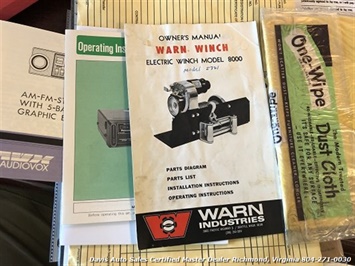 AM-FM-ST
WITH 5-BA
GRAPHIC E
AUDIOVOX
Operating Ins
OWNER'S MANUAL
WARN WINCH
ELECTRIC WINCH MODEL 8000
PARTS DIAGRAM
PARTS LIST
INSTALLATION INSTRUCTIONS
OPERATING INSTRUCTIONS
WARN
INDUSTRIES
One-Wipe
Dust Cloth
Davis Auto Sales Certified Master Dealer Richmond, Virginia 804-271-0030